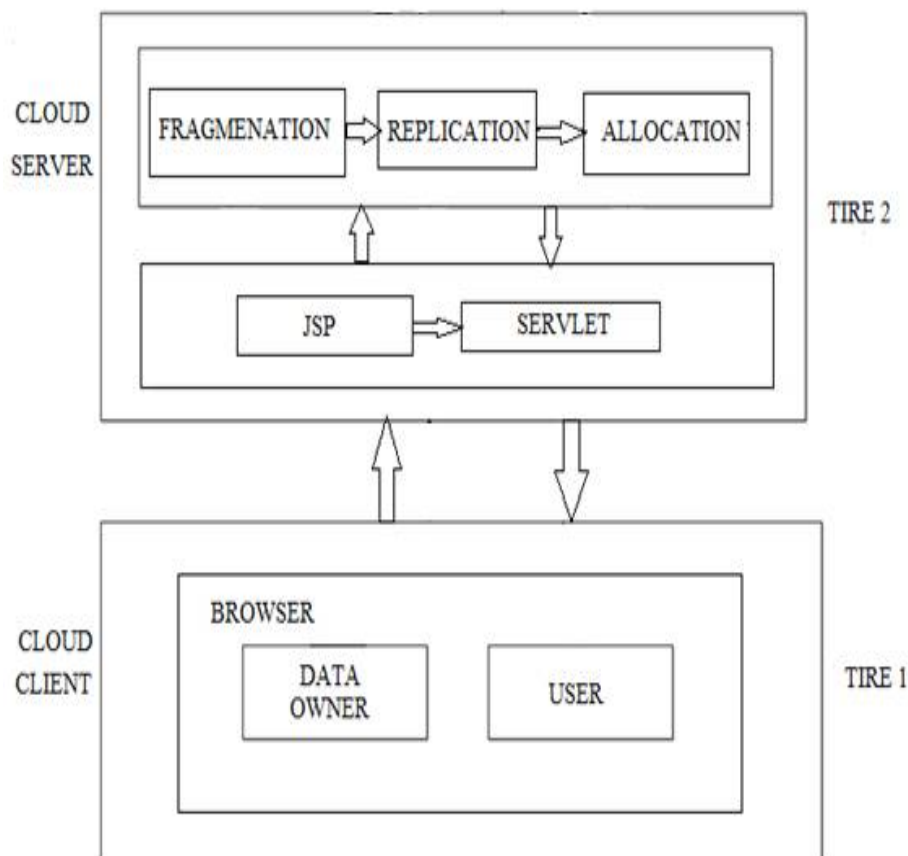 CLOUD
SERVER
FRAGMENATION
REPLICATION
ALLOCATION
TIRE 2
JSP
SERVLET
CLOUD
CLIENT
BROWSER
DATA
OWNER
USER
TIRE 1